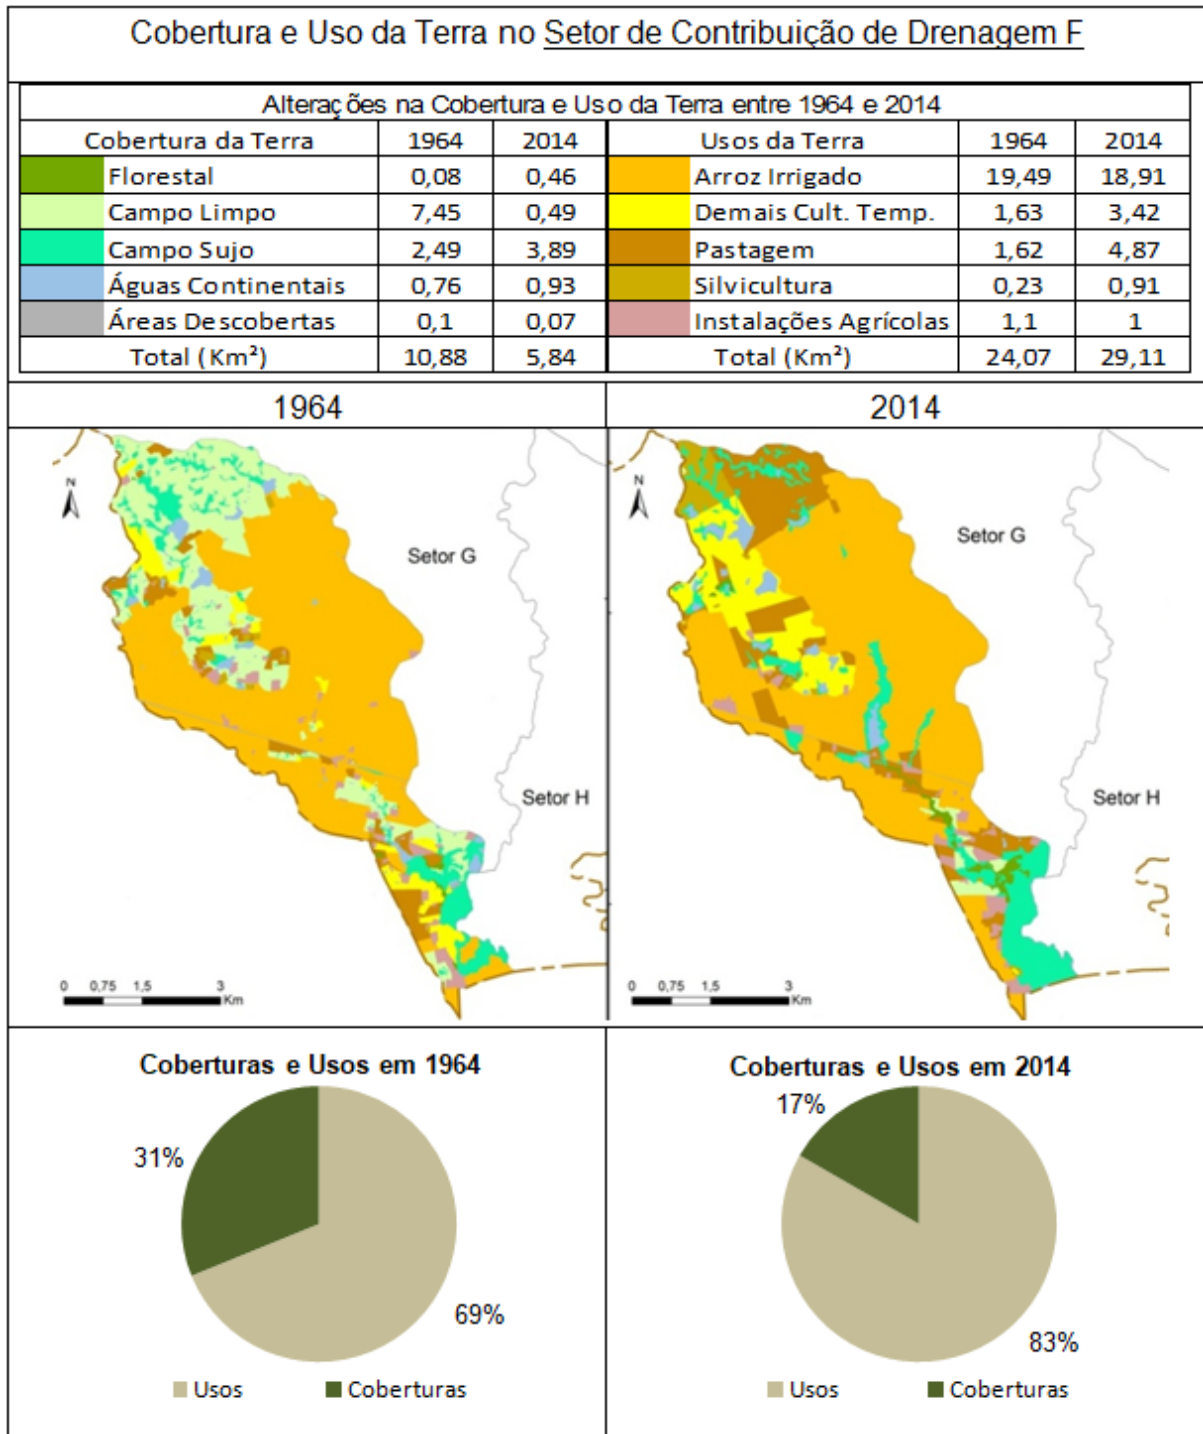 Cobertura e Uso da Terra no Setor de Contribuição de Drenagem F
Alterações na Cobertura e Uso da Terra entre 1964 e 2014
Cobertura da Terra 1964 2014 Usos da Terra 1964 2014
Florestal 0,08 0,46 Arroz Irrigado 19,49 18,91
Campo Limpo 7,45 0,49 Demais Cult. Temp. 1,63 3,42
Campo Sujo 2,49 3,89 Pastagem 1,62 4,87
Águas Continentais 0,76 0,93 Silvicultura 0,23 0,91
Áreas Descobertas 0,1 0,07 Instalações Agrícolas 1,1 1
Total (Km²) 10,88 5,84 Total (Km²) 24,07 29,11
1964 2014
N
Setor G
Setor H
0 0,75 1,5 3
Km
N
Setor G
Setor H
0 0,75 1,5 3
Km
Coberturas e Usos em 1964
31%
69%
Usos Coberturas
Coberturas e Usos em 2014
17%
83%
Usos Coberturas